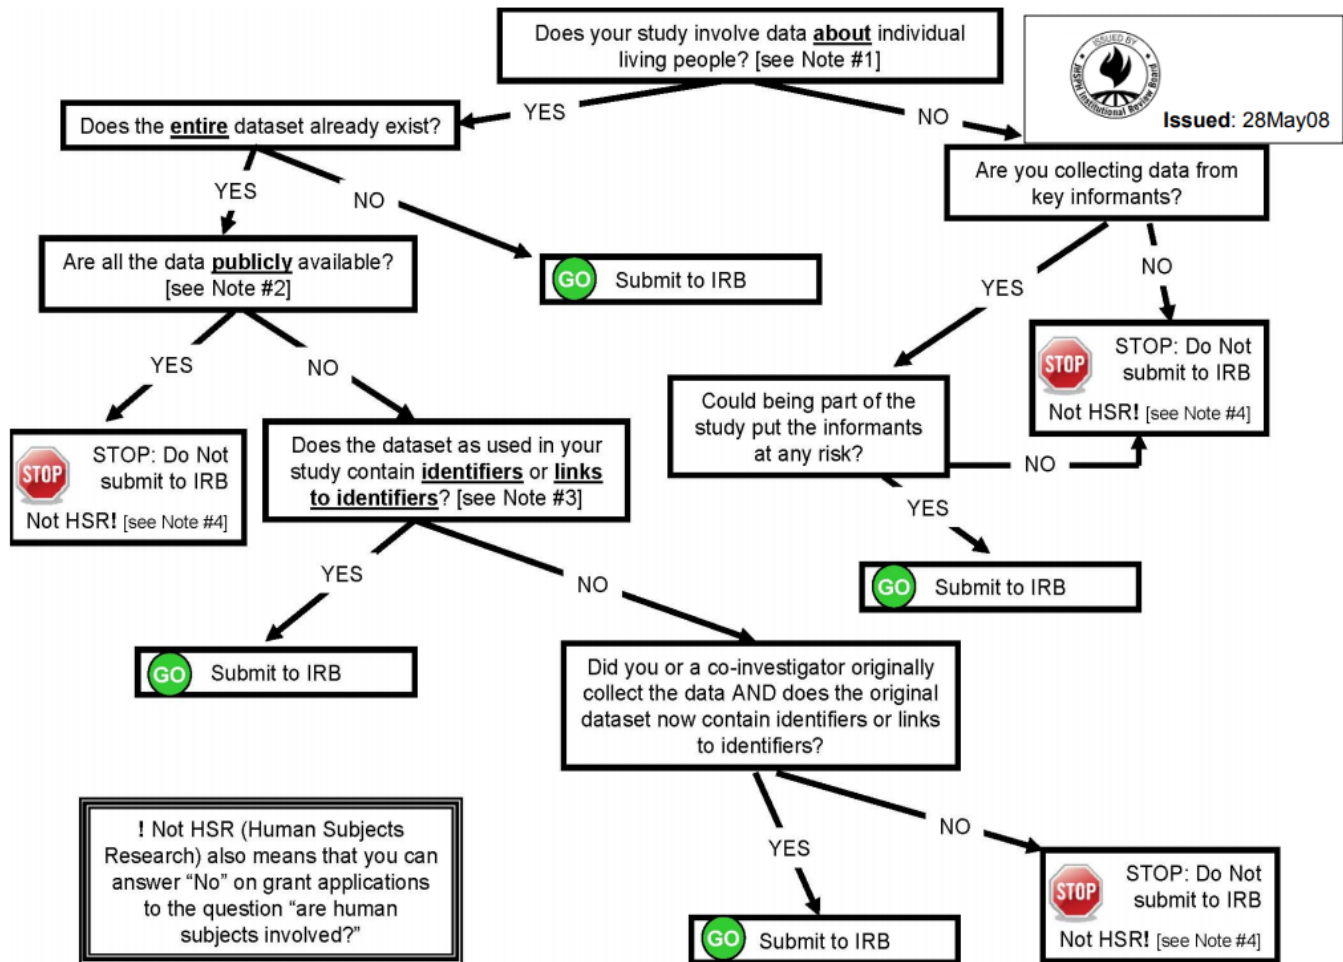 Does your study involve data about individual
living people? [see Note #1]
ISSUED BY
JHSPH Institutional Review Board
Issued: 28May08
YES
NO
Does the entire dataset already exist?
Are you collecting data from
key informants?
YES
NO
Are all the data publicly available?
[see Note #2]
GO Submit to IRB
YES
NO
YES
NO
STOP
STOP: Do Not
submit to IRB
Not HSR! [see Note #4]
Could being part of the
study put the informants
at any risk?
NO
YES
STOP
STOP: Do Not
submit to IRB
Not HSR! [see Note #4]
Does the dataset as used in your
study contain identifiers or links
to identifiers? [see Note #3]
GO Submit to IRB
YES
NO
GO Submit to IRB
Did you or a co-investigator originally
collect the data AND does the original
dataset now contain identifiers or links
to identifiers?
YES
NO
GO Submit to IRB
STOP
STOP: Do Not
submit to IRB
Not HSR! [see Note #4]
! Not HSR (Human Subjects
Research) also means that you can
answer “No” on grant applications
to the question “are human
subjects involved?”